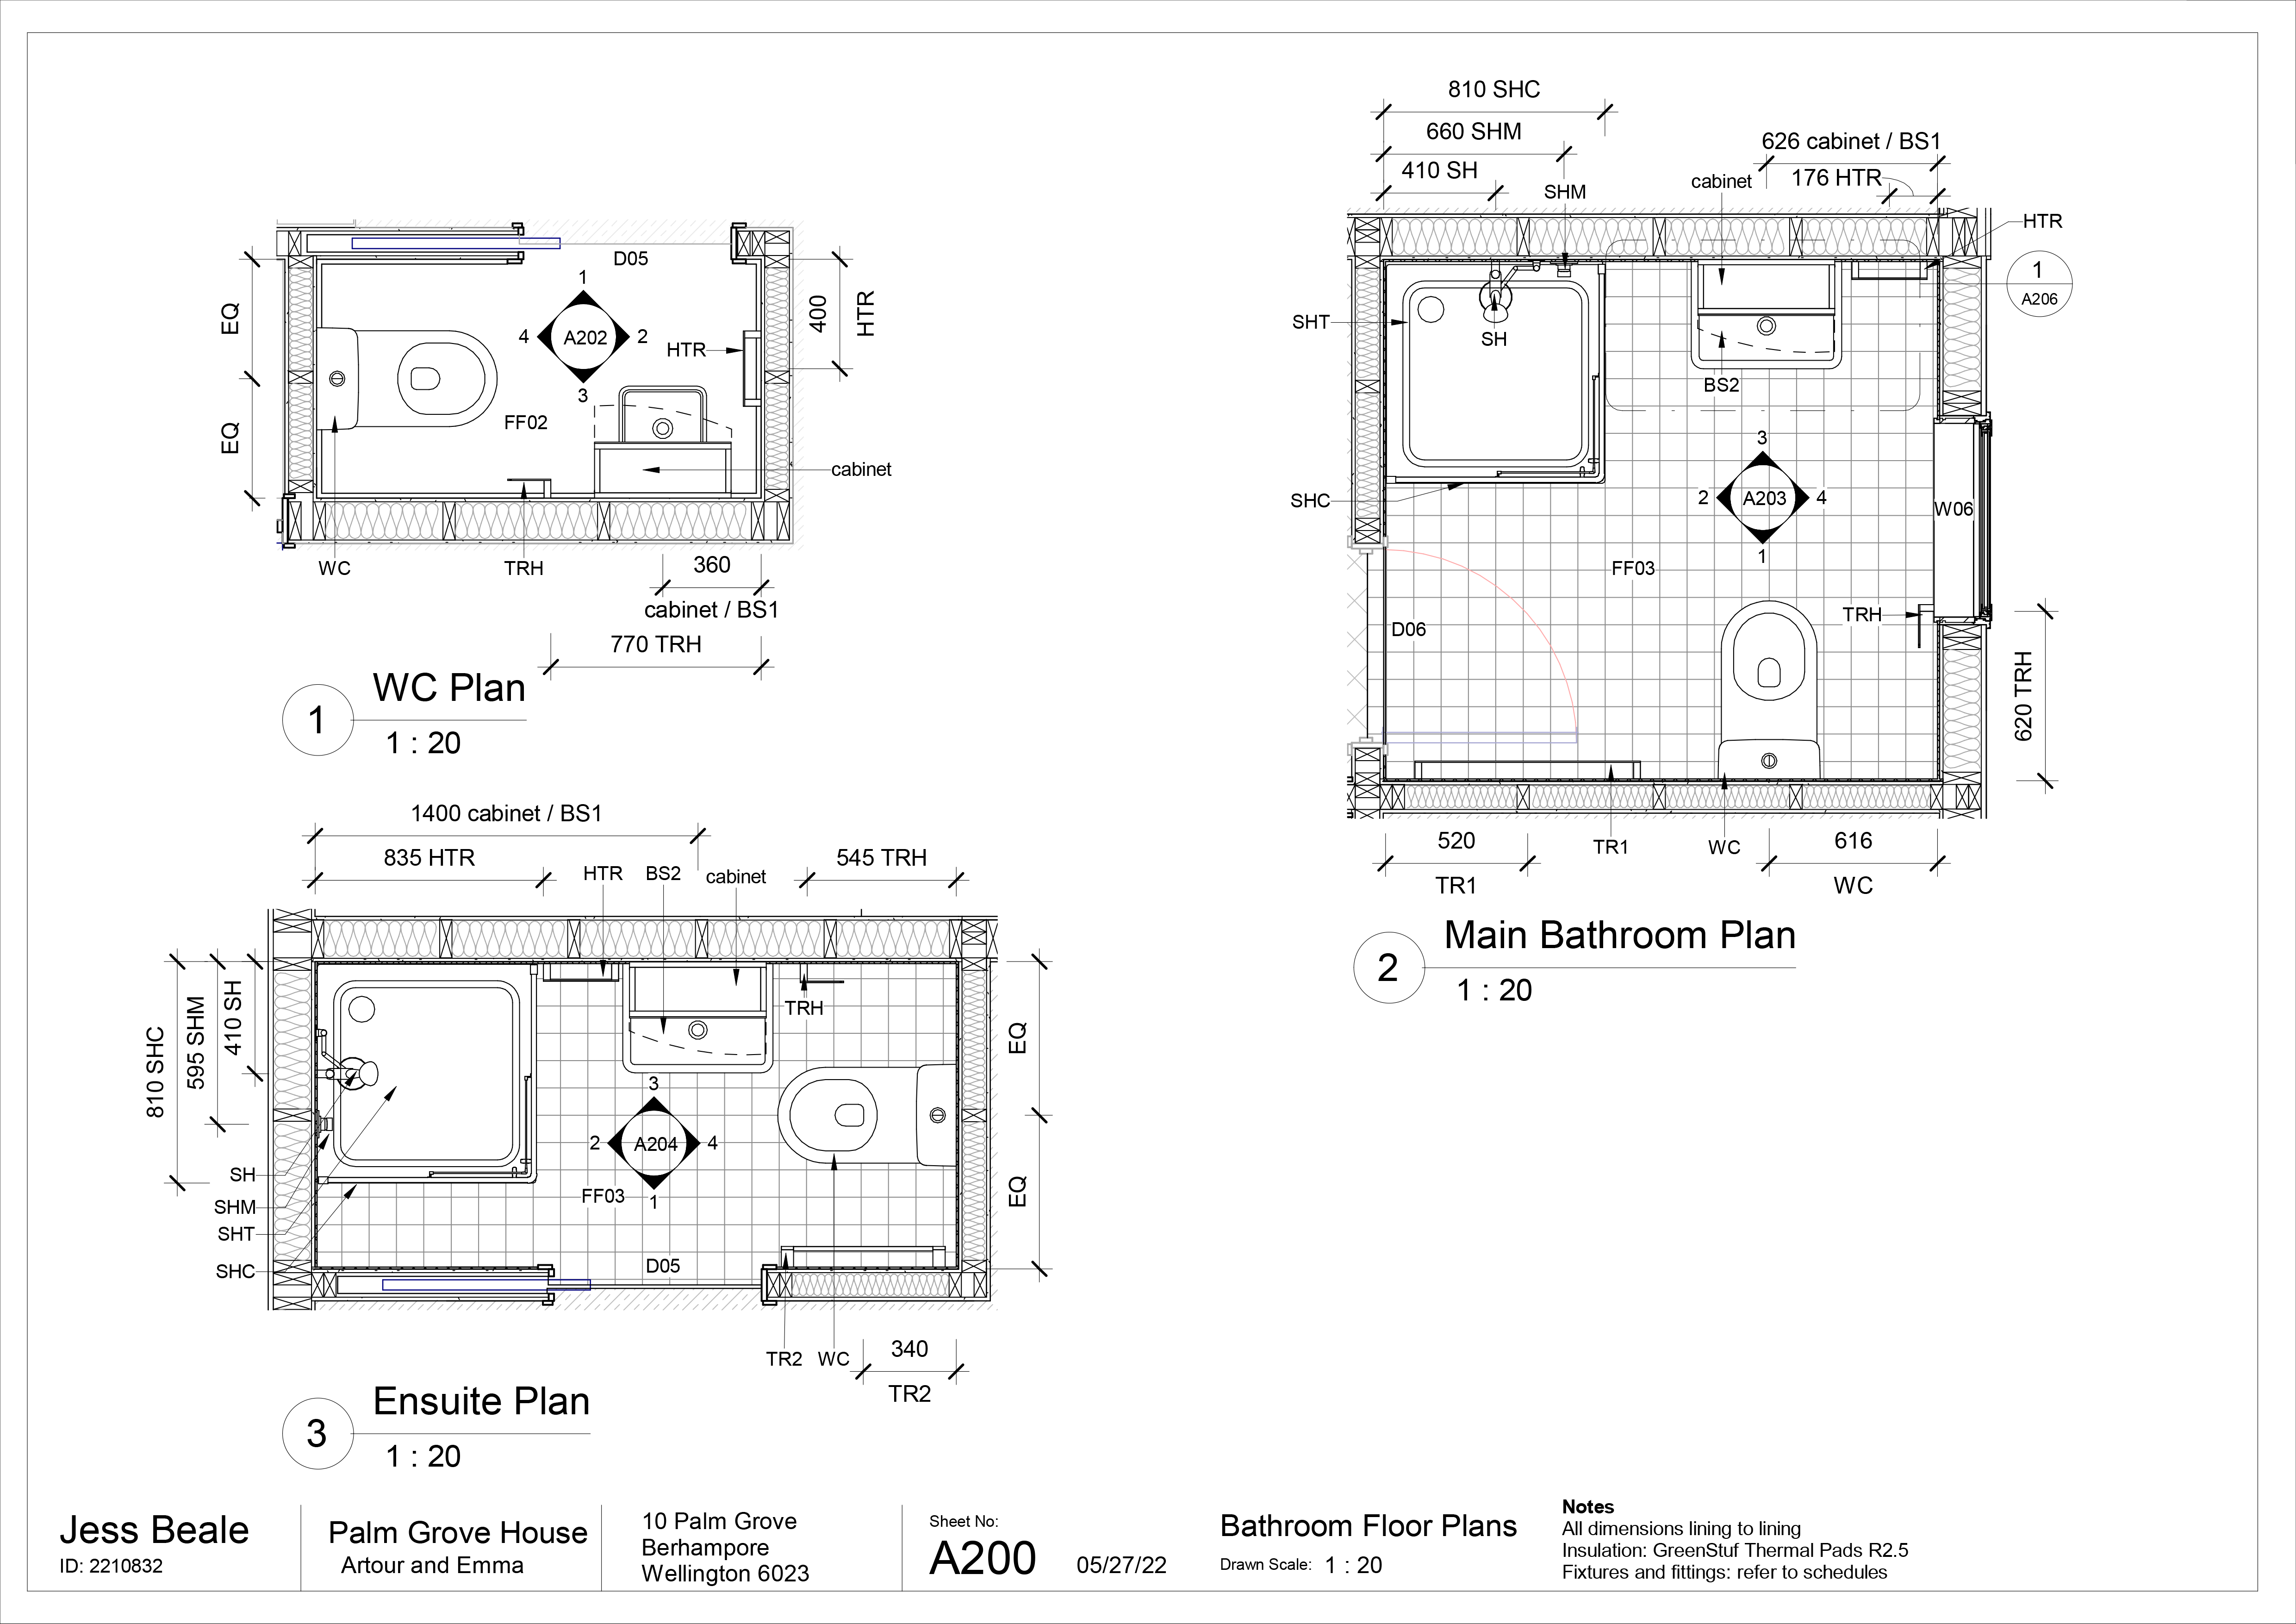 D05
1
A202
4
2
3
HTR
FF02
cabinet
EQ
EQ
400
HTR
WC
TRH
360
cabinet / BS1
770 TRH
1
WC Plan
1 : 20
810 SHC
660 SHM
410 SH
SHM
626 cabinet / BS1
176 HTR
cabinet
HTR
1
A206
SHT
SH
BS2
SHC
3
2
A203
4
1
W06
FF03
D06
TRH
620 TRH
520
TR1
TR1
WC
616
WC
2
Main Bathroom Plan
1 : 20
1400 cabinet / BS1
835 HTR
HTR
BS2
cabinet
545 TRH
TRH
810 SHC
595 SHM
410 SH
EQ
EQ
3
2
A204
4
1
FF03
SH
SHM
SHT
SHC
D05
TR2
WC
340
TR2
3
Ensuite Plan
1 : 20
Jess Beale
ID: 2210832
Palm Grove House
Artour and Emma
10 Palm Grove
Berhampore
Wellington 6023
Sheet No:
A200
05/27/22
Bathroom Floor Plans
Drawn Scale: 1 : 20
Notes
All dimensions lining to lining
Insulation: GreenStuf Thermal Pads R2.5
Fixtures and fittings: refer to schedules